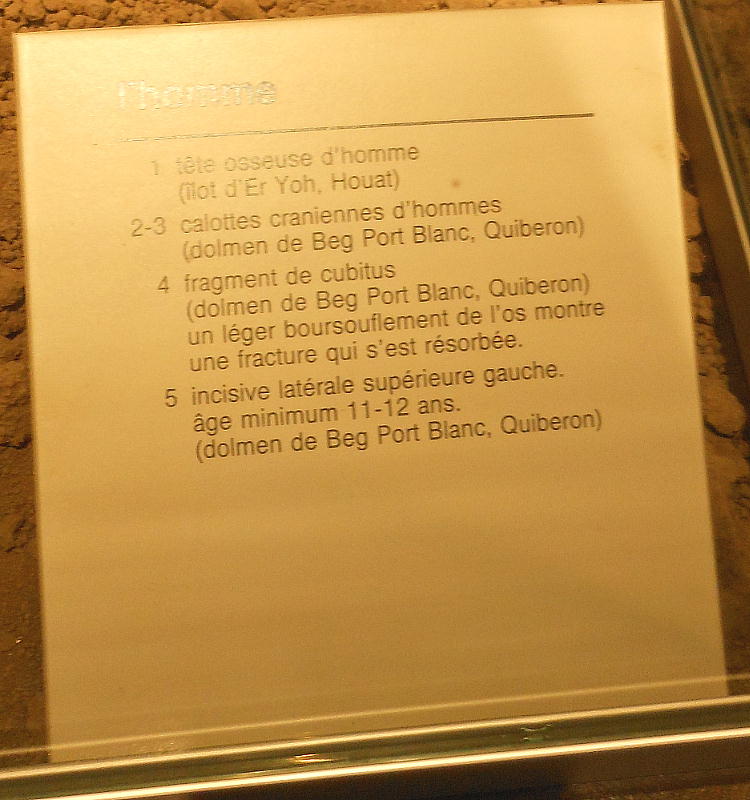 l'homme
1 tête osseuse d'homme
(îlot d'Er Yoh, Houat)
2-3 calottes craniennes d'hommes
(dolmen de Beg Port Blanc, Quiberon)
4 fragment de cubitus
(dolmen de Beg Port Blanc, Quiberon)
un léger boursouflement de l'os montre
une fracture qui s'est résorbée.
5 incisive latérale supérieure gauche.
âge minimum 11-12 ans.
(dolmen de Beg Port Blanc, Quiberon)